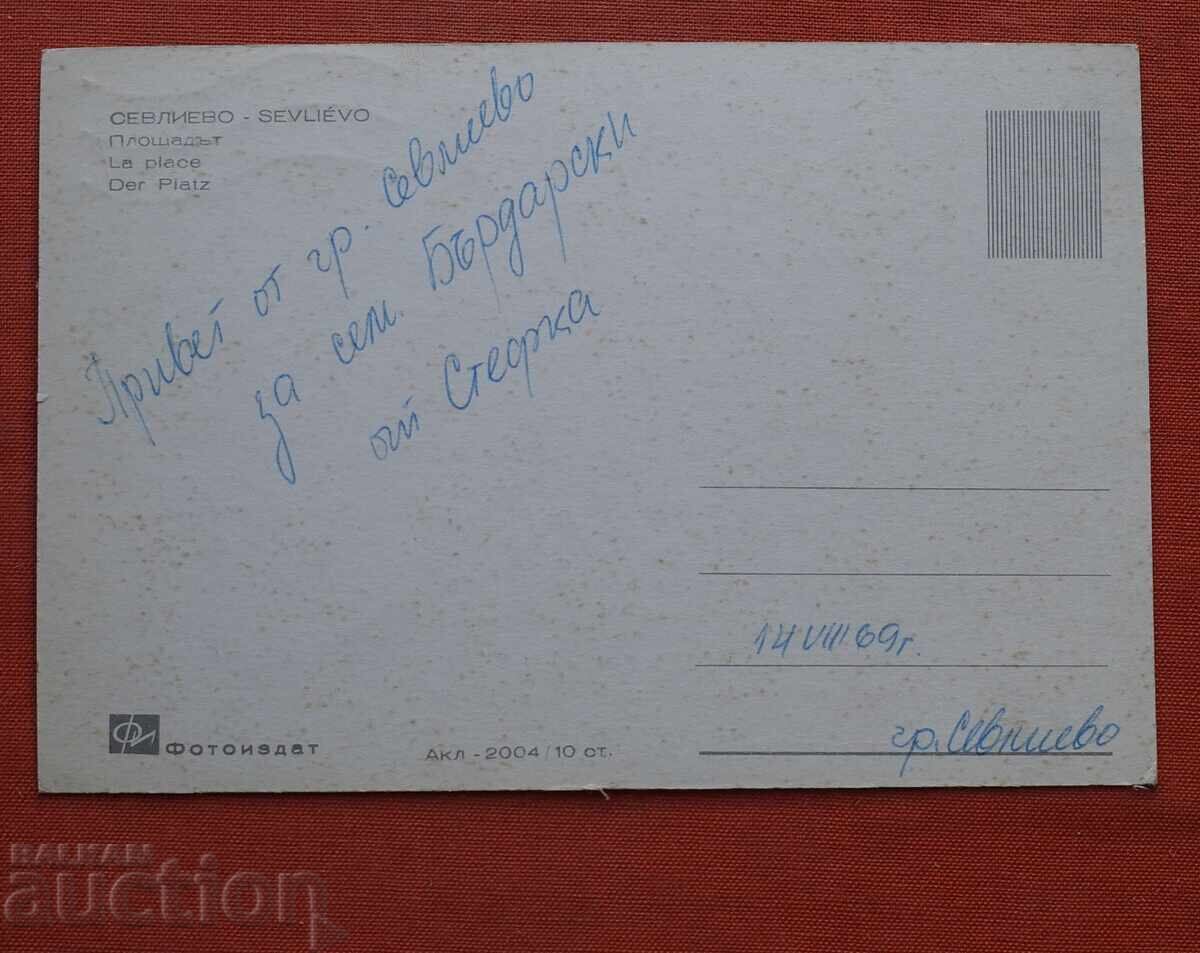 СЕВЛИЕВО - SEVLIÉVO
Площадът
La place
Der Platz
Привет от гр. Севлиево
за сем. Бърдарски
от Стефка
14 VIII 69 г.
гр. Севлиево
Фотоиздат
Акл - 2004 / 10 ст.
BALKAN
auction